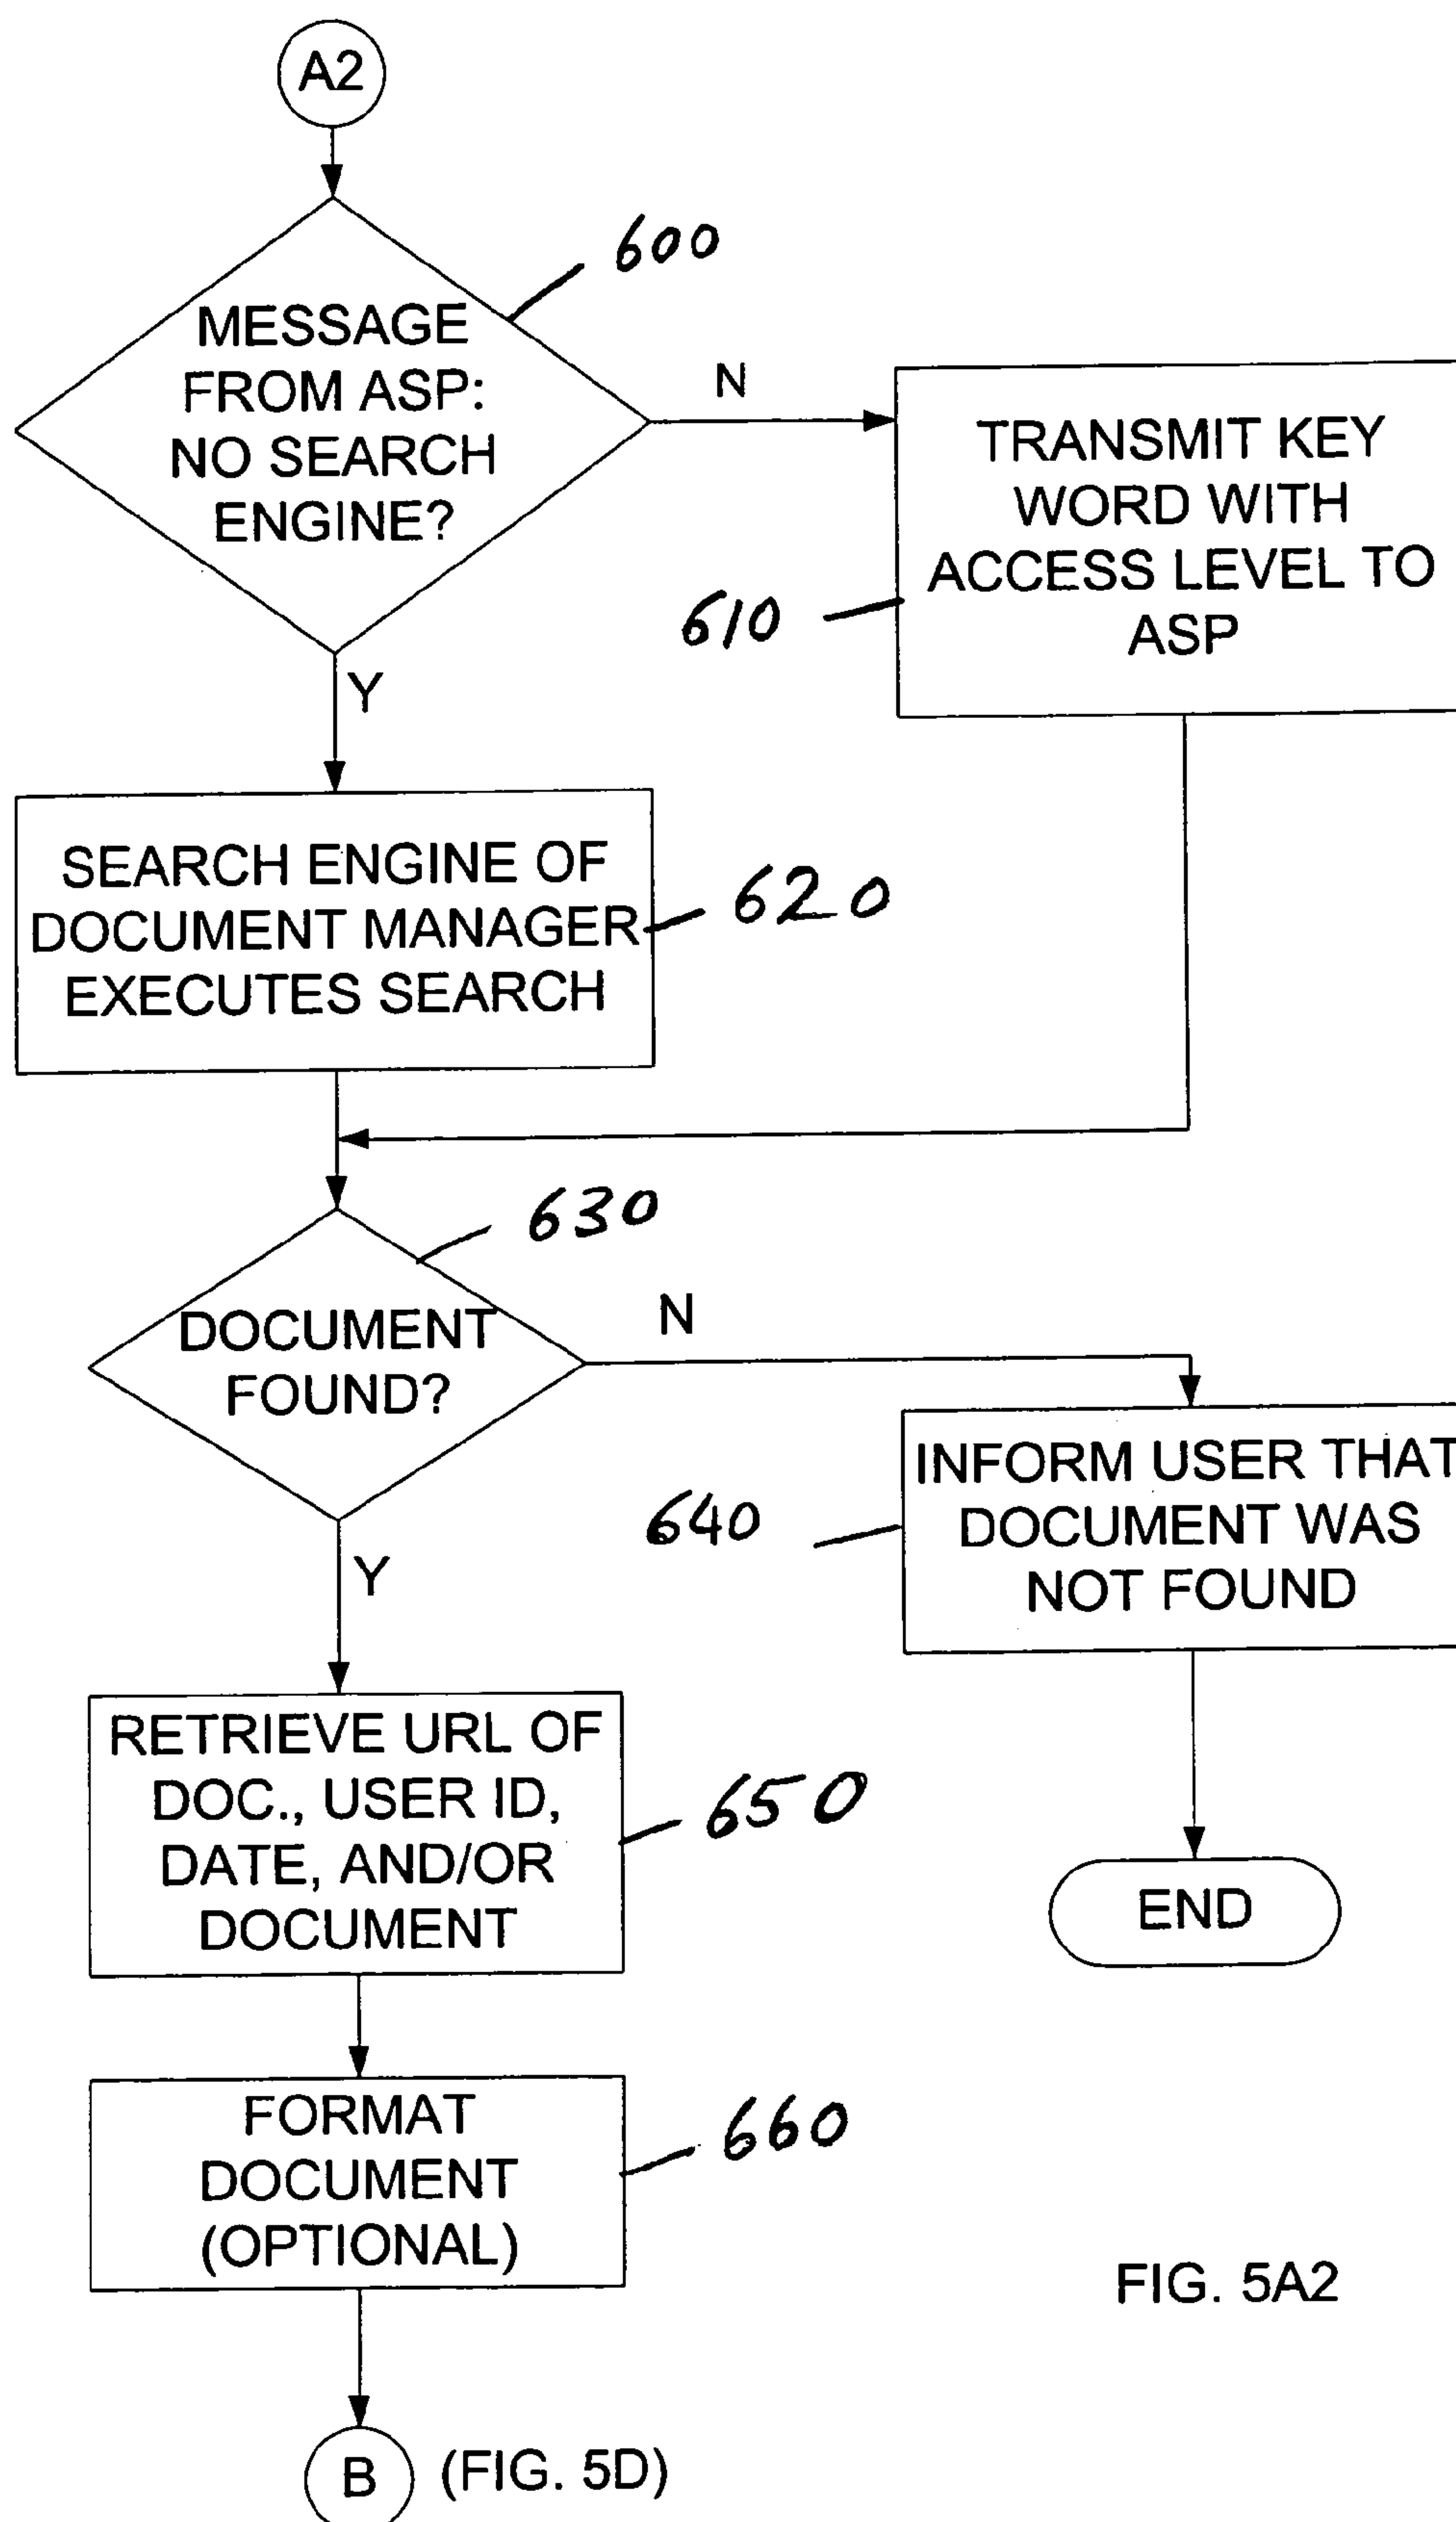 A2
600
MESSAGE
FROM ASP:
NO SEARCH
ENGINE?
N
TRANSMIT KEY
WORD WITH
ACCESS LEVEL TO
ASP
610
Y
SEARCH ENGINE OF
DOCUMENT MANAGER
EXECUTES SEARCH
620
630
DOCUMENT
FOUND?
N
INFORM USER THAT
DOCUMENT WAS
NOT FOUND
640
Y
RETRIEVE URL OF
DOC., USER ID,
DATE, AND/OR
DOCUMENT
650
END
FORMAT
DOCUMENT
(OPTIONAL)
660
FIG. 5A2
B (FIG. 5D)